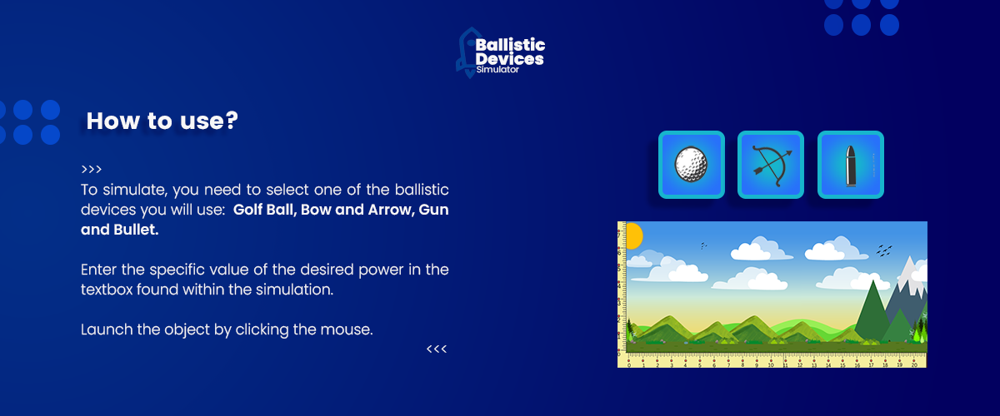 Ballistic
Devices
Simulator
How to use?
>>>
To simulate, you need to select one of the ballistic
devices you will use: Golf Ball, Bow and Arrow, Gun
and Bullet.
Enter the specific value of the desired power in the
textbox found within the simulation.
Launch the object by clicking the mouse.
<<<
0 1 2 3 4 5 6 7 8 9 10 11 12 13 14 15 16 17 18 19 20